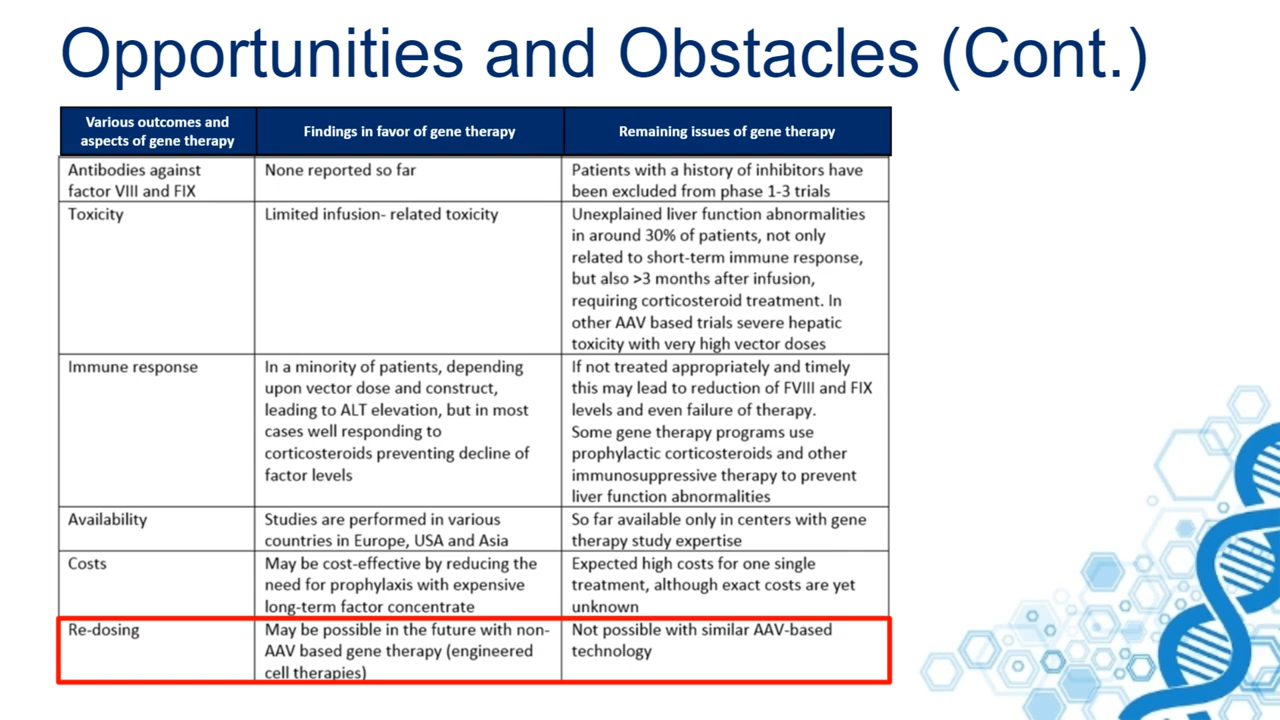 Opportunities and Obstacles (Cont.)
Various outcomes and
aspects of gene therapy
Findings in favor of gene therapy
Remaining issues of gene therapy
Antibodies against
factor VIII and FIX
None reported so far
Patients with a history of inhibitors have
been excluded from phase 1-3 trials
Toxicity
Limited infusion- related toxicity
Unexplained liver function abnormalities
in around 30% of patients, not only
related to short-term immune response,
but also >3 months after infusion,
requiring corticosteroid treatment. In
other AAV based trials severe hepatic
toxicity with very high vector doses
Immune response
In a minority of patients, depending
upon vector dose and construct,
leading to ALT elevation, but in most
cases well responding to
corticosteroids preventing decline of
factor levels
If not treated appropriately and timely
this may lead to reduction of FVIII and FIX
levels and even failure of therapy.
Some gene therapy programs use
prophylactic corticosteroids and other
immunosuppressive therapy to prevent
liver function abnormalities
Availability
Studies are performed in various
countries in Europe, USA and Asia
So far available only in centers with gene
therapy study expertise
Costs
May be cost-effective by reducing the
need for prophylaxis with expensive
long-term factor concentrate
Expected high costs for one single
treatment, although exact costs are yet
unknown
Re-dosing
May be possible in the future with non-
AAV based gene therapy (engineered
cell therapies)
Not possible with similar AAV-based
technology